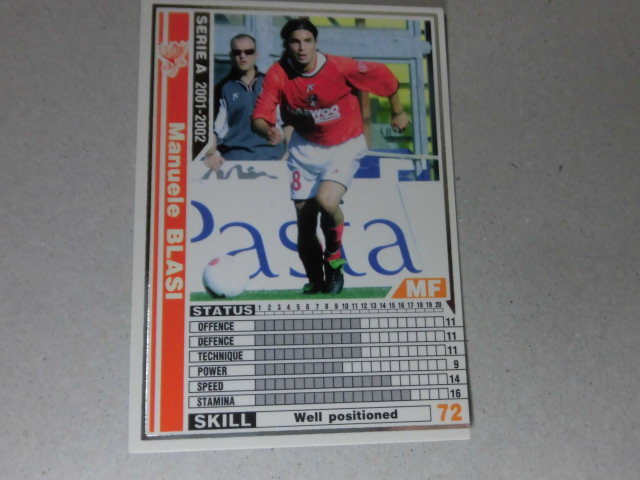 SERIE A 2001-2002
Manuele BLASI
DAEWOO
8
Pasta
MF
STATUS 1 2 3 4 5 6 7 8 9 10 11 12 13 14 15 16 17 18 19 20
OFFENCE 11
DEFENCE 11
TECHNIQUE 11
POWER 9
SPEED 14
STAMINA 16
SKILL Well positioned 72